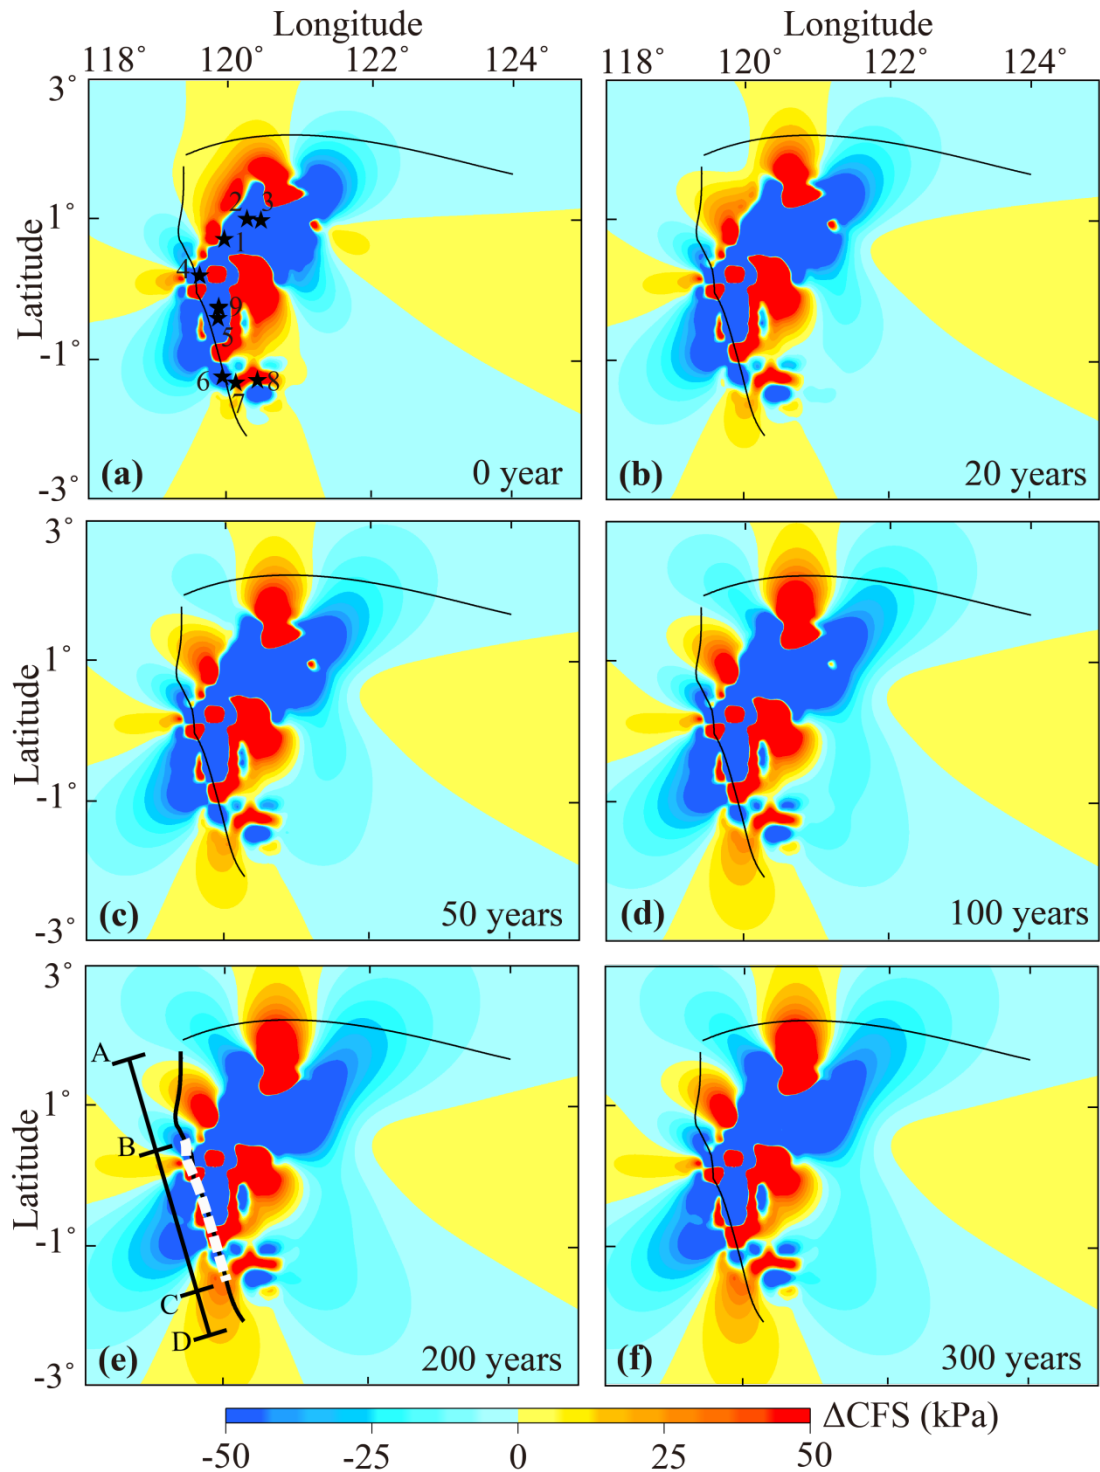 Longitude Longitude
118° 120° 122° 124° 118° 120° 122° 124°
3°
2 3
1° 1
4
Latitude
9
5
-1°
6 7 8
(a) 0 year (b) 20 years
-3°
3°
1°
Latitude
-1°
(c) 50 years (d) 100 years
-3°
3°
A
1°
B
Latitude
-1°
C
D
(e) 200 years (f) 300 years
-3°
ΔCFS (kPa)
-50 -25 0 25 50